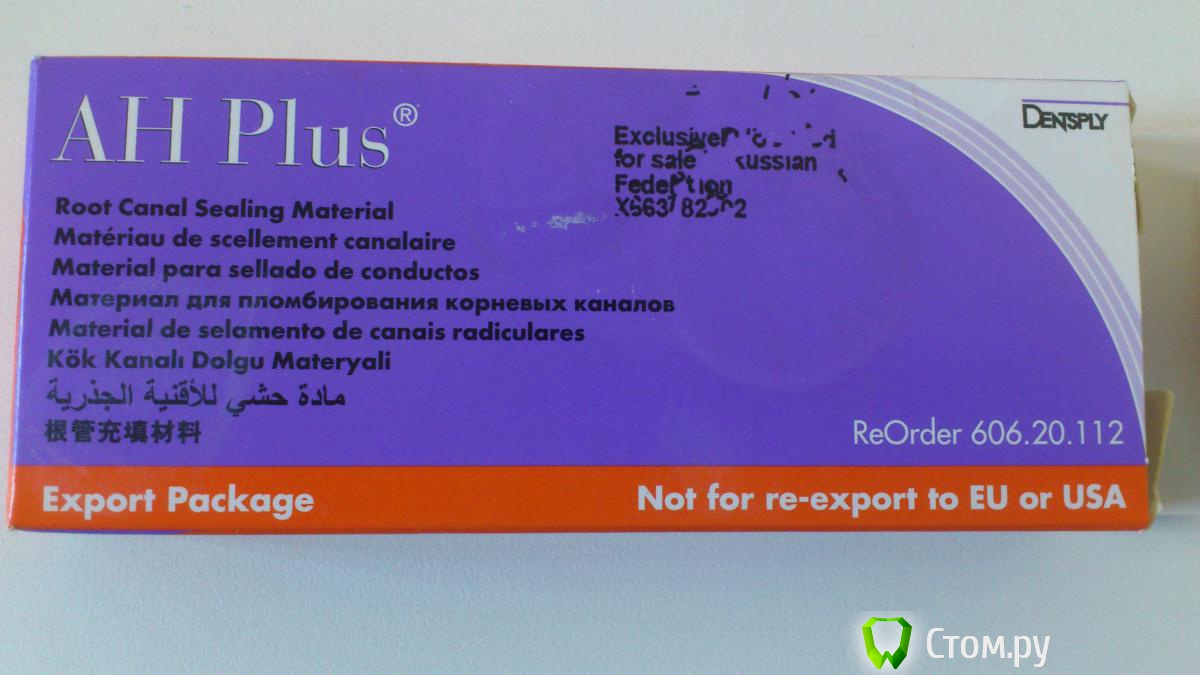 AH Plus®
DENTSPLY
for sale
Root Canal Sealing Material
Matériau de scellement canalaire
Material para sellado de conductos
Материал для пломбирования корневых каналов
Material de selamento de canais radiculares
Kök Kanalı Dolgu Materyali
مادة حشي للأقنية الجذرية
根管充填材料
ReOrder 606.20.112
Export Package
Not for re-export to EU or USA
Стом.ру